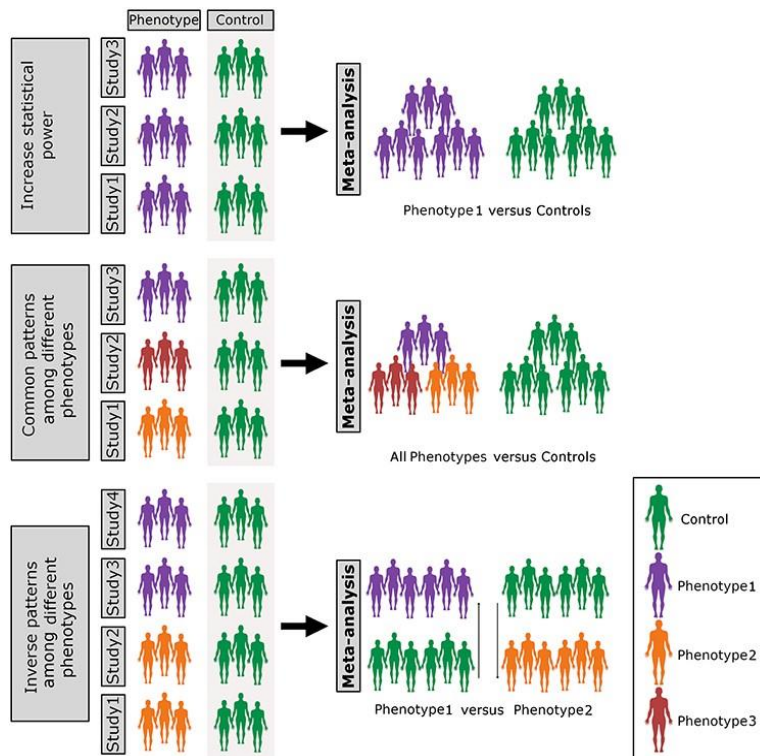 Phenotype
Control
Increase statistical
power
Study3
Study2
Study1
Meta-analysis
Phenotype1 versus Controls
Common patterns
among different
phenotypes
Study3
Study2
Study1
Meta-analysis
All Phenotypes versus Controls
Inverse patterns
among different
phenotypes
Study4
Study3
Study2
Study1
Meta-analysis
Phenotype1 versus Phenotype2
Control
Phenotype1
Phenotype2
Phenotype3